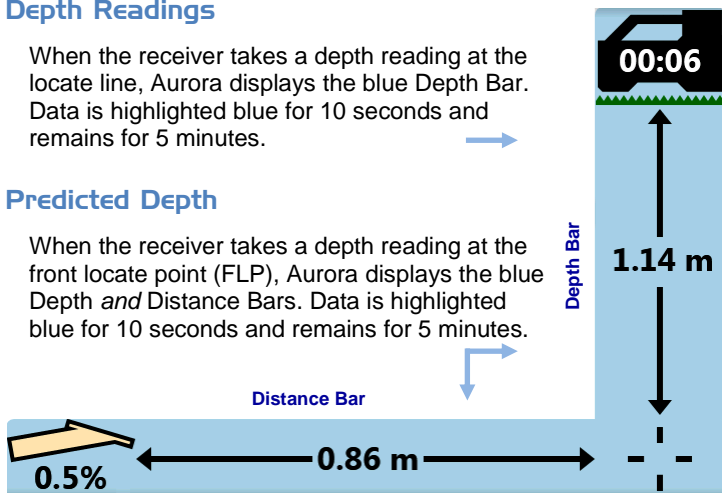 Depth Readings
When the receiver takes a depth reading at the
locate line, Aurora displays the blue Depth Bar.
Data is highlighted blue for 10 seconds and
remains for 5 minutes.
Predicted Depth
When the receiver takes a depth reading at the
front locate point (FLP), Aurora displays the blue
Depth and Distance Bars. Data is highlighted
blue for 10 seconds and remains for 5 minutes.
00:06
Depth Bar
1.14 m
Distance Bar
0.5%
0.86 m